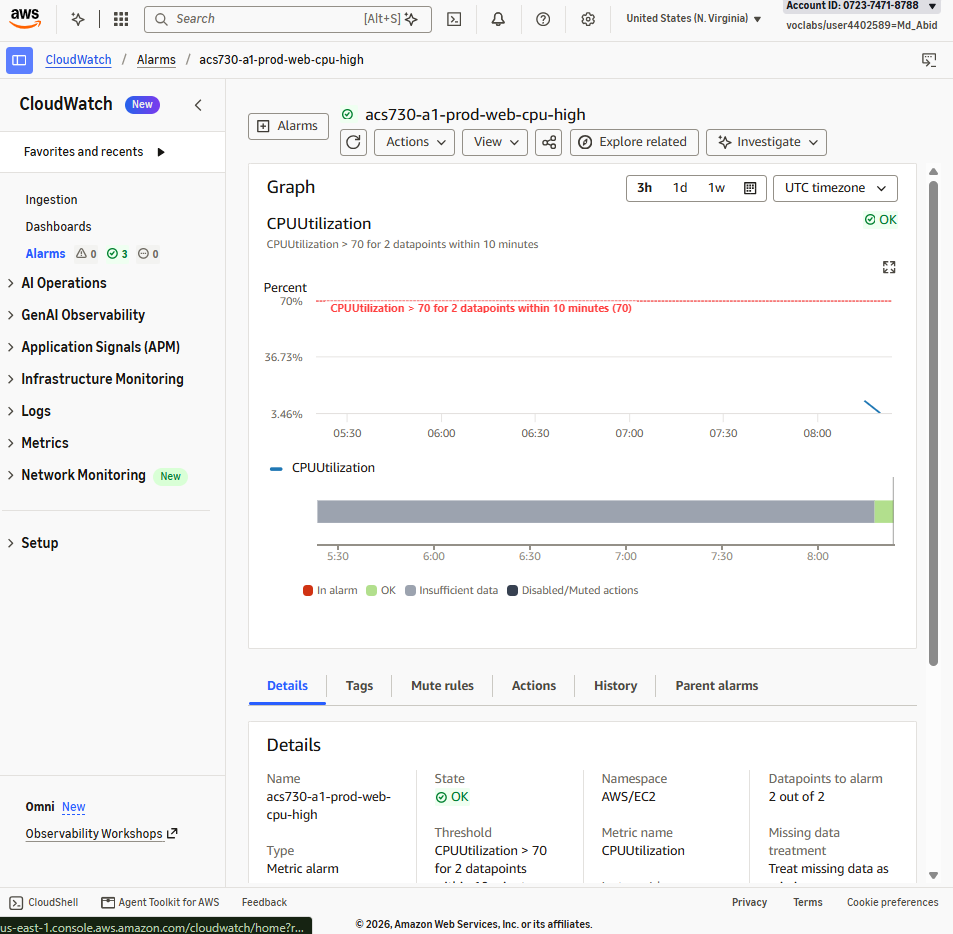 aws
Search [Alt+S]
United States (N. Virginia)
Account ID: 0723-7471-8788
voclabs/user4402589=Md_Abid
CloudWatch / Alarms / acs730-a1-prod-web-cpu-high
CloudWatch New
Favorites and recents
Ingestion
Dashboards
Alarms 0 3 0
AI Operations
GenAI Observability
Application Signals (APM)
Infrastructure Monitoring
Logs
Metrics
Network Monitoring New
Setup
Omni New
Observability Workshops
Alarms
acs730-a1-prod-web-cpu-high
Actions View Explore related Investigate
Graph
3h 1d 1w UTC timezone
CPUUtilization
OK
CPUUtilization > 70 for 2 datapoints within 10 minutes
Percent
70%
CPUUtilization > 70 for 2 datapoints within 10 minutes (70)
36.73%
3.46%
05:30 06:00 06:30 07:00 07:30 08:00
CPUUtilization
5:30 6:00 6:30 7:00 7:30 8:00
In alarm OK Insufficient data Disabled/Muted actions
Details Tags Mute rules Actions History Parent alarms
Details
Name
acs730-a1-prod-web-
cpu-high
Type
Metric alarm
State
OK
Threshold
CPUUtilization > 70
for 2 datapoints
Namespace
AWS/EC2
Metric name
CPUUtilization
Datapoints to alarm
2 out of 2
Missing data
treatment
Treat missing data as
CloudShell Agent Toolkit for AWS Feedback
Privacy Terms Cookie preferences
us-east-1.console.aws.amazon.com/cloudwatch/home?r...
© 2026, Amazon Web Services, Inc. or its affiliates.